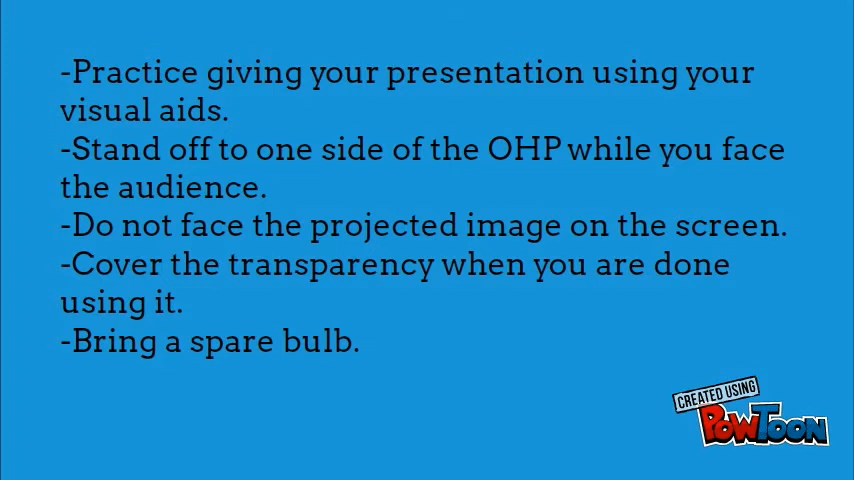 -Practice giving your presentation using your
visual aids.
-Stand off to one side of the OHP while you face
the audience.
-Do not face the projected image on the screen.
-Cover the transparency when you are done
using it.
-Bring a spare bulb.
CREATED USING
POWTOON